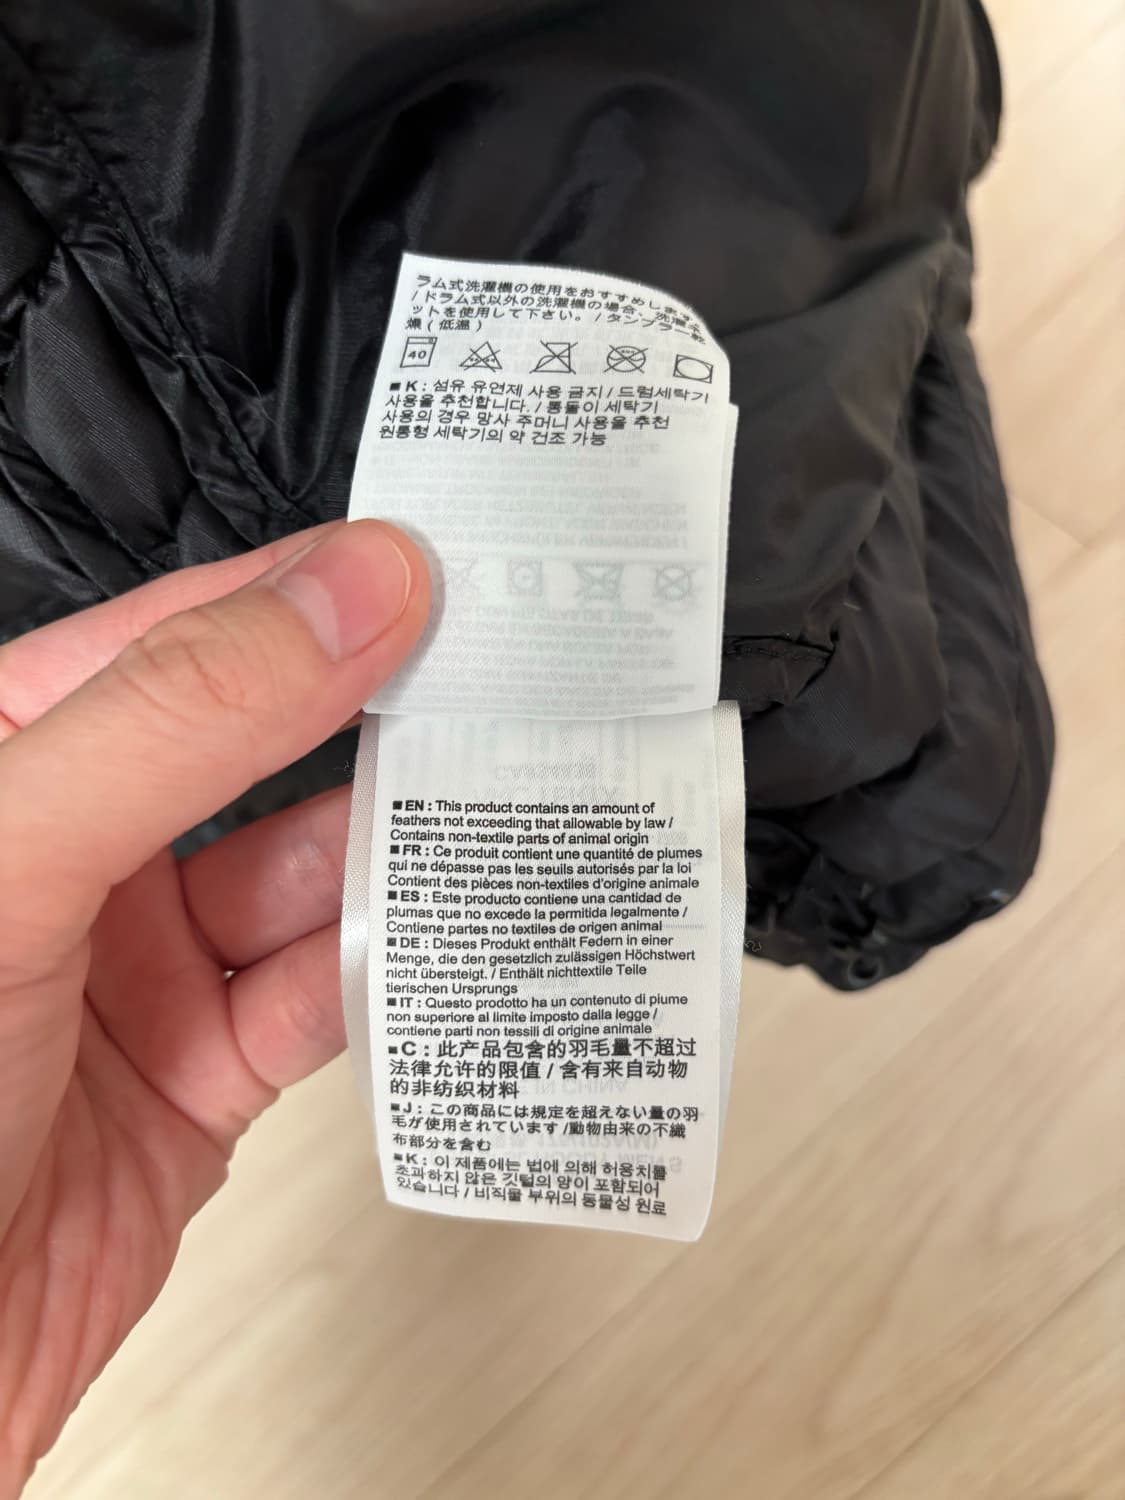 ラム式洗濯機の使用をおすすめします
/ ドラム式以外の洗濯機の場合、洗濯ネ
ットを使用して下さい。 / タンブラー乾
燥 ( 低温 )
40
■ K : 섬유 유연제 사용 금지 / 드럼세탁기
사용을 추천합니다. / 통돌이 세탁기
사용의 경우 망사 주머니 사용을 추천
원통형 세탁기의 약 건조 가능
■ EN : This product contains an amount of
feathers not exceeding that allowable by law /
Contains non-textile parts of animal origin
■ FR : Ce produit contient une quantité de plumes
qui ne dépasse pas les seuils autorisés par la loi
Contient des pièces non-textiles d'origine animale
■ ES : Este producto contiene una cantidad de
plumas que no excede la permitida legalmente /
Contiene partes no textiles de origen animal
■ DE : Dieses Produkt enthält Federn in einer
Menge, die den gesetzlich zulässigen Höchstwert
nicht übersteigt. / Enthält nichttextile Teile
tierischen Ursprungs
■ IT : Questo prodotto ha un contenuto di piume
non superiore al limite imposto dalla legge /
contiene parti non tessili di origine animale
■ C : 此产品包含的羽毛量不超过
法律允许的限值 / 含有来自动物
的非纺织材料
■ J : この商品には規定を超えない量の羽
毛が使用されています /動物由来の不織
布部分を含む
■ K : 이 제품에는 법에 의해 허용치를
초과하지 않은 깃털의 양이 포함되어
있습니다 / 비직물 부위의 동물성 원료